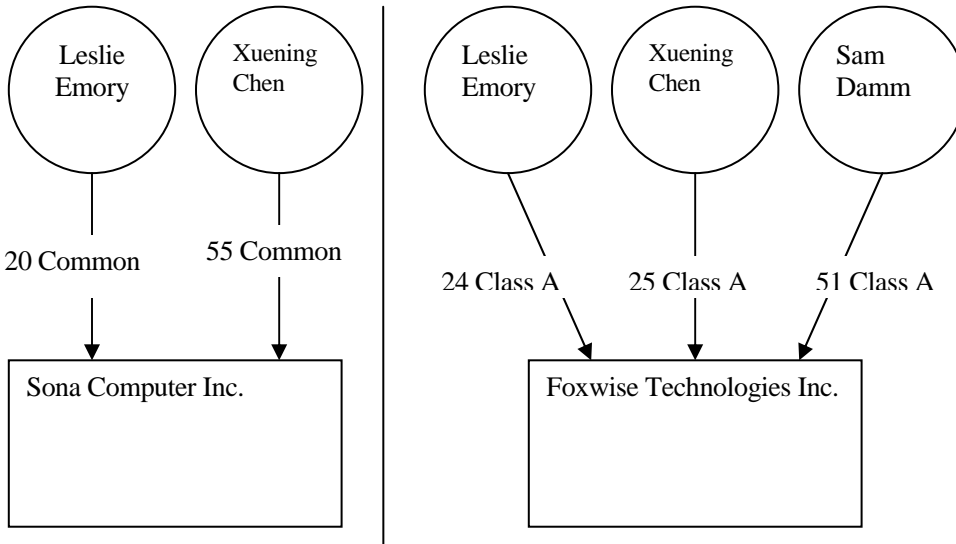 Leslie
Emory
Xuening
Chen
20 Common
55 Common
Sona Computer Inc.
Leslie
Emory
Xuening
Chen
Sam
Damm
24 Class A
25 Class A
51 Class A
Foxwise Technologies Inc.